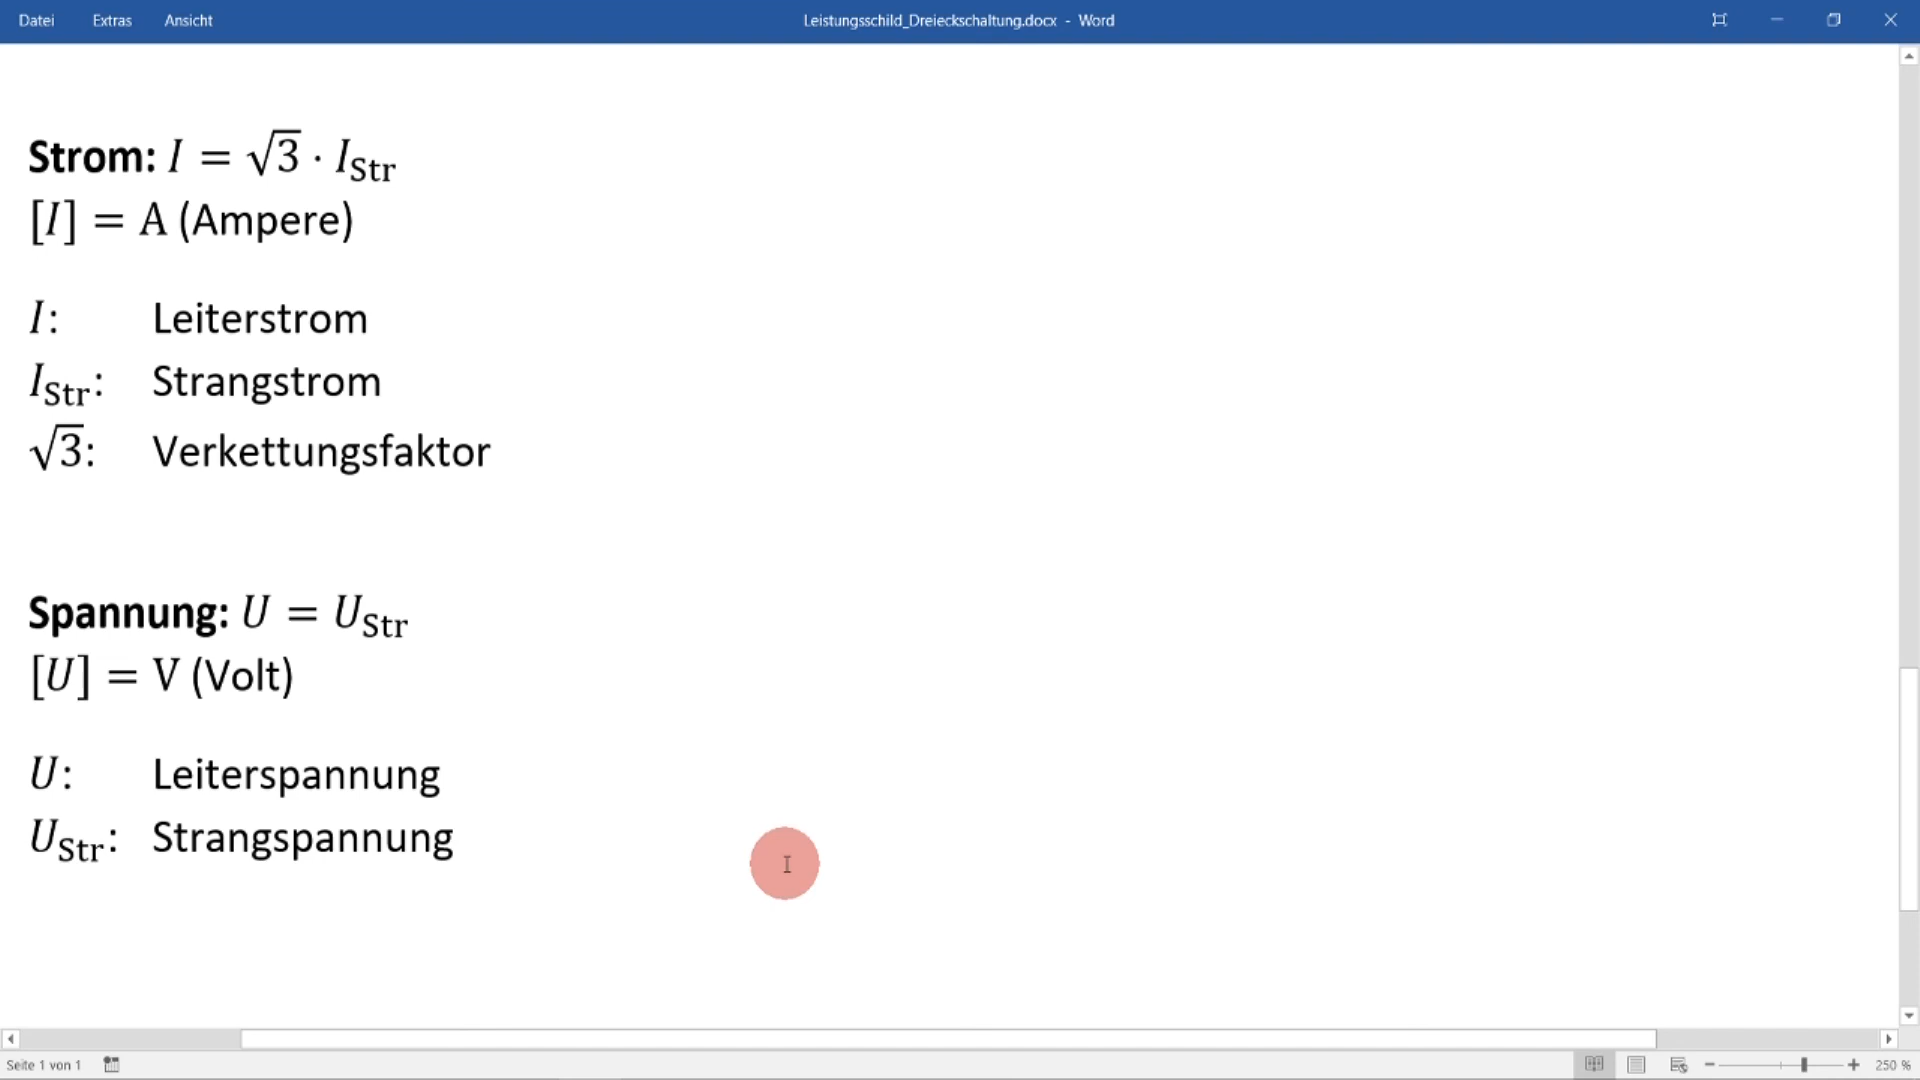 Datei Extras Ansicht Leistungsschild_Dreieckschaltung.docx - Word
Strom: I = √3 · I_Str
[I] = A (Ampere)
I: Leiterstrom
I_Str: Strangstrom
√3: Verkettungsfaktor
Spannung: U = U_Str
[U] = V (Volt)
U: Leiterspannung
U_Str: Strangspannung
Seite 1 von 1 250 %